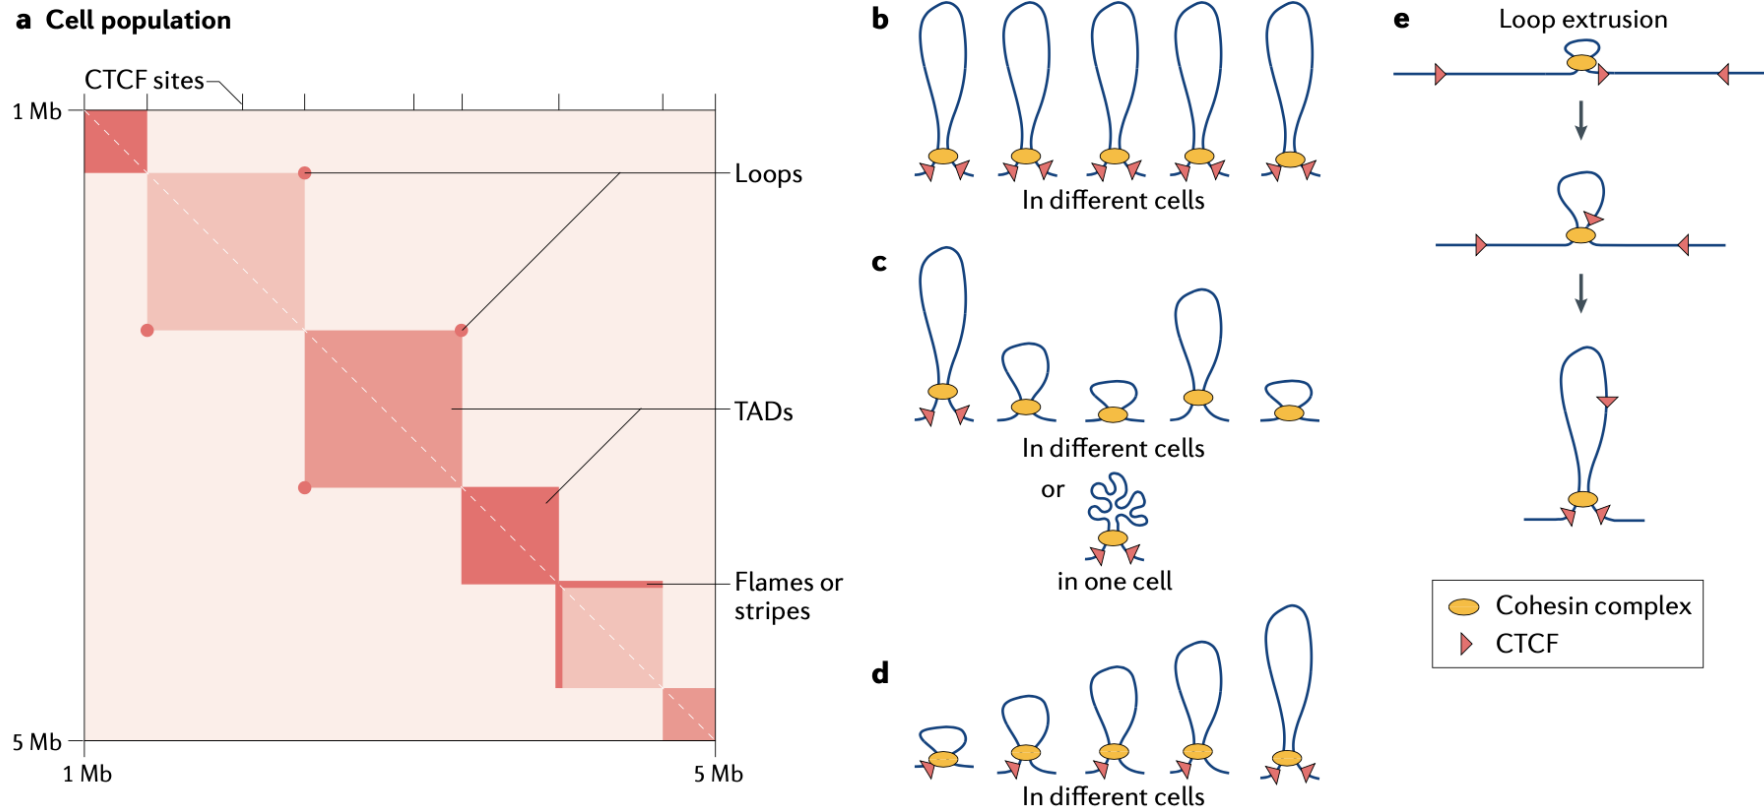 a Cell population
CTCF sites
1 Mb
Loops
TADs
Flames or
stripes
5 Mb
1 Mb
5 Mb
b
In different cells
c
In different cells
or
in one cell
d
In different cells
e
Loop extrusion
Cohesin complex
CTCF